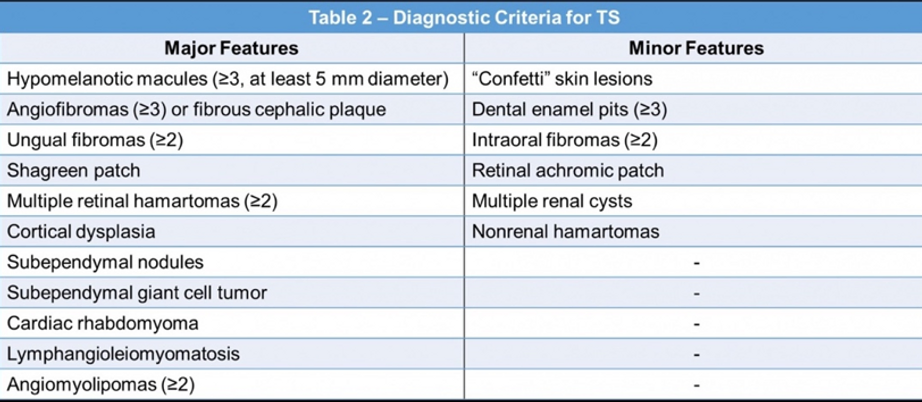 Table 2 – Diagnostic Criteria for TS
Major Features Minor Features
Hypomelanotic macules (≥3, at least 5 mm diameter) “Confetti” skin lesions
Angiofibromas (≥3) or fibrous cephalic plaque Dental enamel pits (≥3)
Ungual fibromas (≥2) Intraoral fibromas (≥2)
Shagreen patch Retinal achromic patch
Multiple retinal hamartomas (≥2) Multiple renal cysts
Cortical dysplasia Nonrenal hamartomas
Subependymal nodules -
Subependymal giant cell tumor -
Cardiac rhabdomyoma -
Lymphangioleiomyomatosis -
Angiomyolipomas (≥2) -